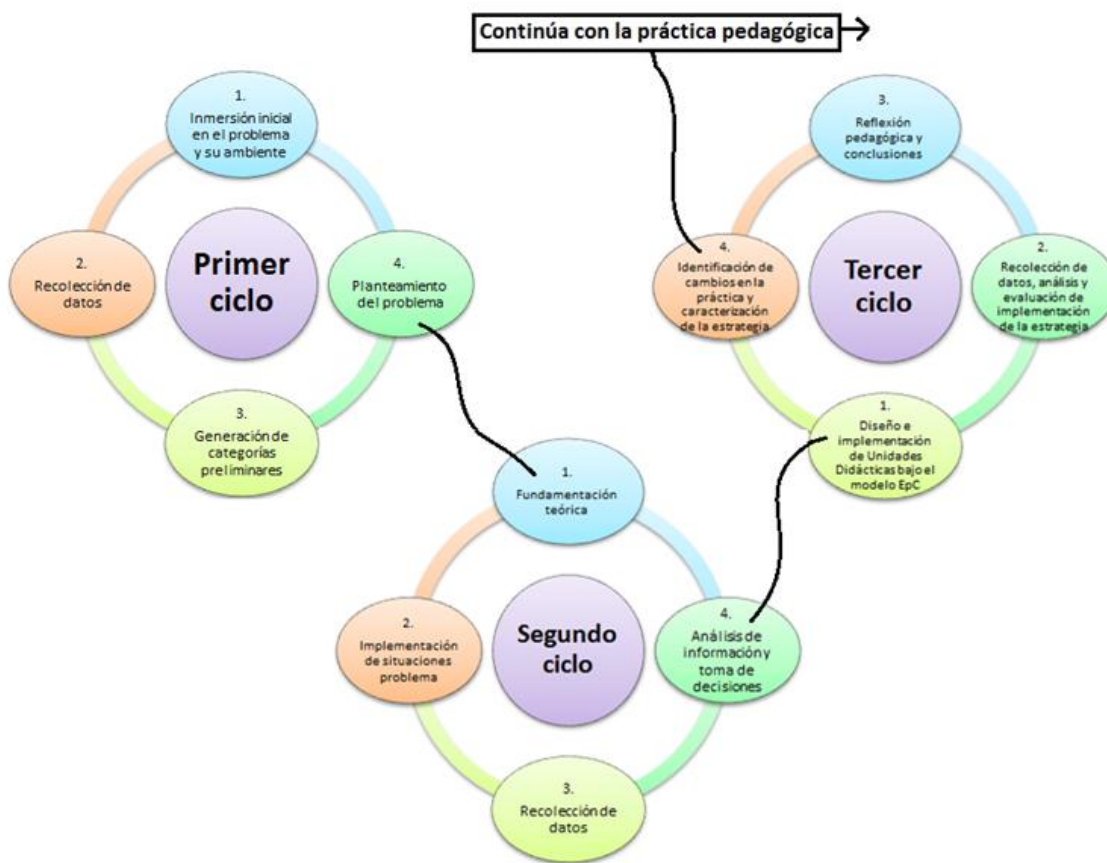 Continúa con la práctica pedagógica
1.
Inmersión inicial
en el problema
y su ambiente
2.
Recolección de
datos
Primer
ciclo
4.
Planteamiento
del problema
3.
Generación de
categorías
preliminares
1.
Fundamentación
teórica
2.
Implementación
de situaciones
problema
Segundo
ciclo
4.
Análisis de
información y
toma de
decisiones
3.
Recolección de
datos
3.
Reflexión
pedagógica y
conclusiones
4.
Identificación de
cambios en la
práctica y
caracterización
de la estrategia
Tercer
ciclo
2.
Recolección de
datos, análisis y
evaluación de
implementación
de la estrategia
1.
Diseño e
implementación
de Unidades
Didácticas bajo el
modelo EpC